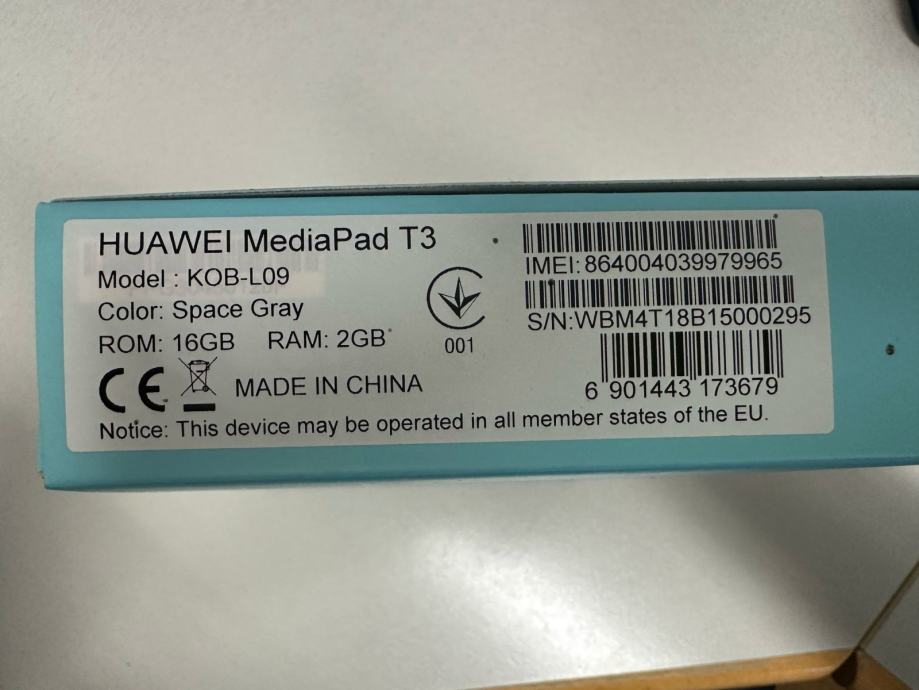 HUAWEI MediaPad T3
Model : KOB-L09
Color: Space Gray
ROM: 16GB RAM: 2GB
001
CE MADE IN CHINA
Notice: This device may be operated in all member states of the EU.
IMEI: 864004039979965
S/N:WBM4T18B15000295
6 901443 173679